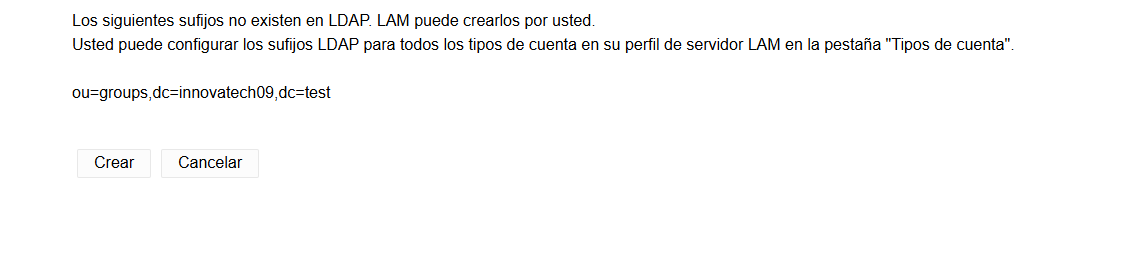 Los siguientes sufijos no existen en LDAP. LAM puede crearlos por usted.
Usted puede configurar los sufijos LDAP para todos los tipos de cuenta en su perfil de servidor LAM en la pestaña "Tipos de cuenta".
ou=groups,dc=innovatech09,dc=test
Crear Cancelar